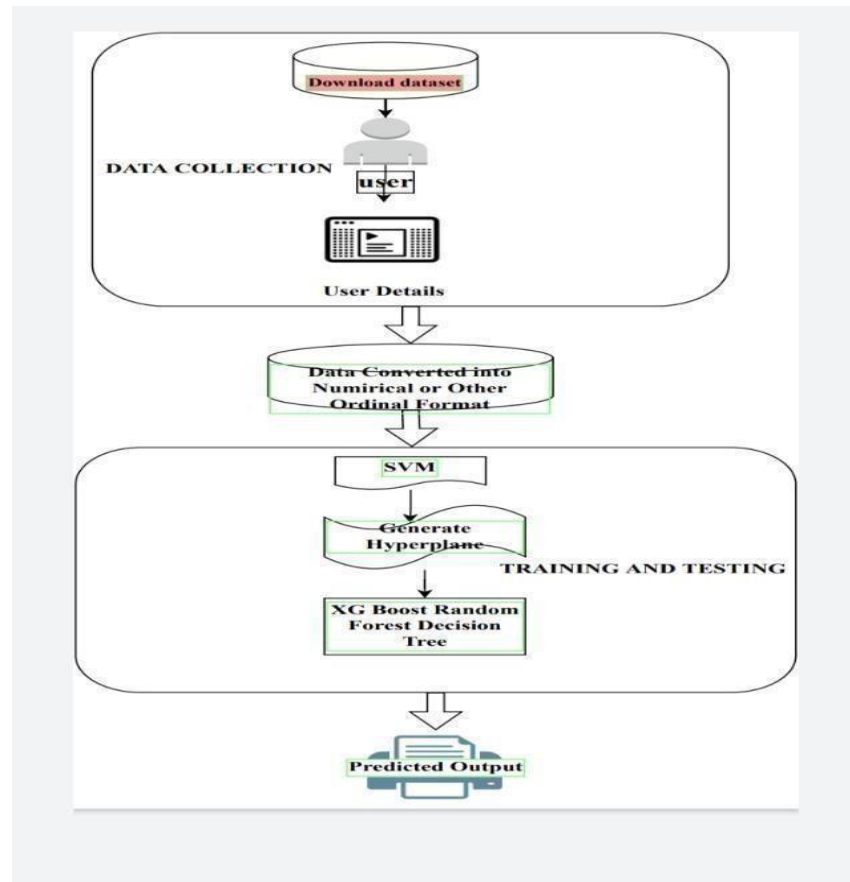 Download dataset
DATA COLLECTION
user
User Details
Data Converted into
Numirical or Other
Ordinal Format
SVM
Generate
Hyperplane
TRAINING AND TESTING
XG Boost Random
Forest Decision
Tree
Predicted Output